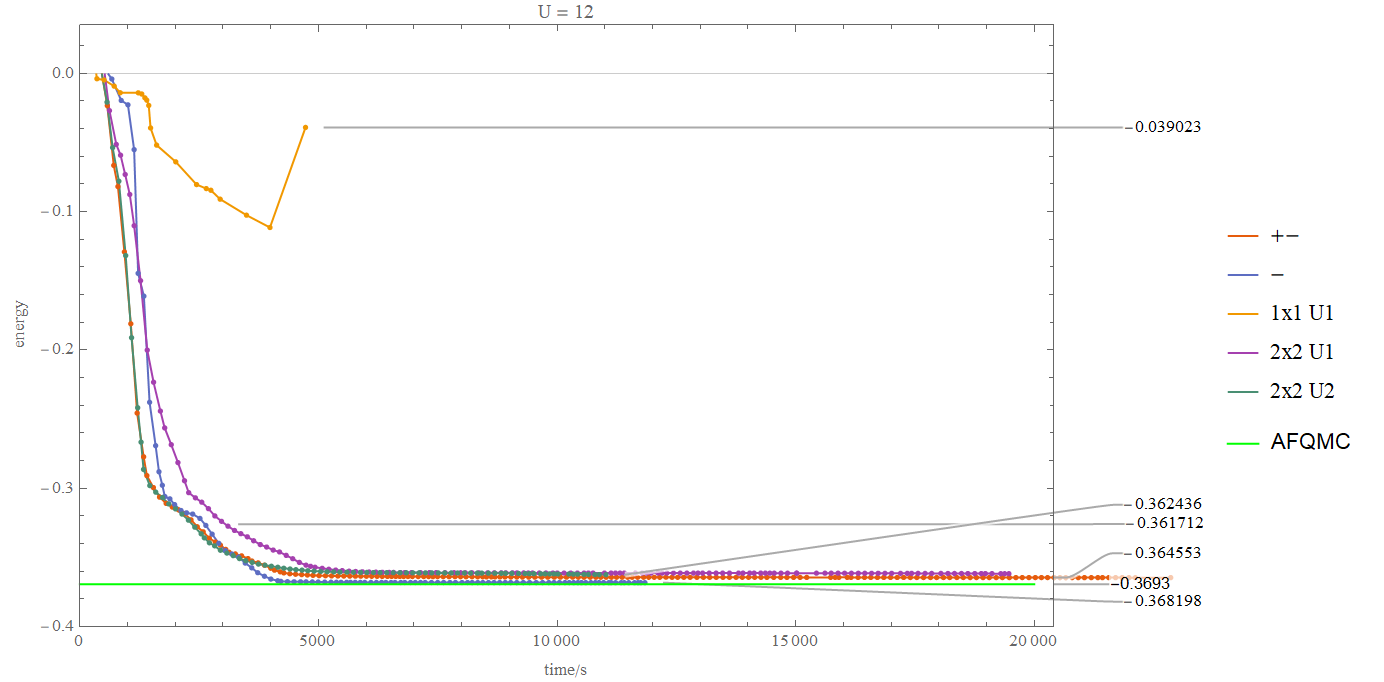 U = 12
0.0
-0.1
-0.2
-0.3
-0.4
energy
0
5000
10 000
15 000
20 000
time/s
-0.039023
-0.362436
-0.361712
-0.364553
-0.3693
-0.368198
+-
-
1x1 U1
2x2 U1
2x2 U2
AFQMC